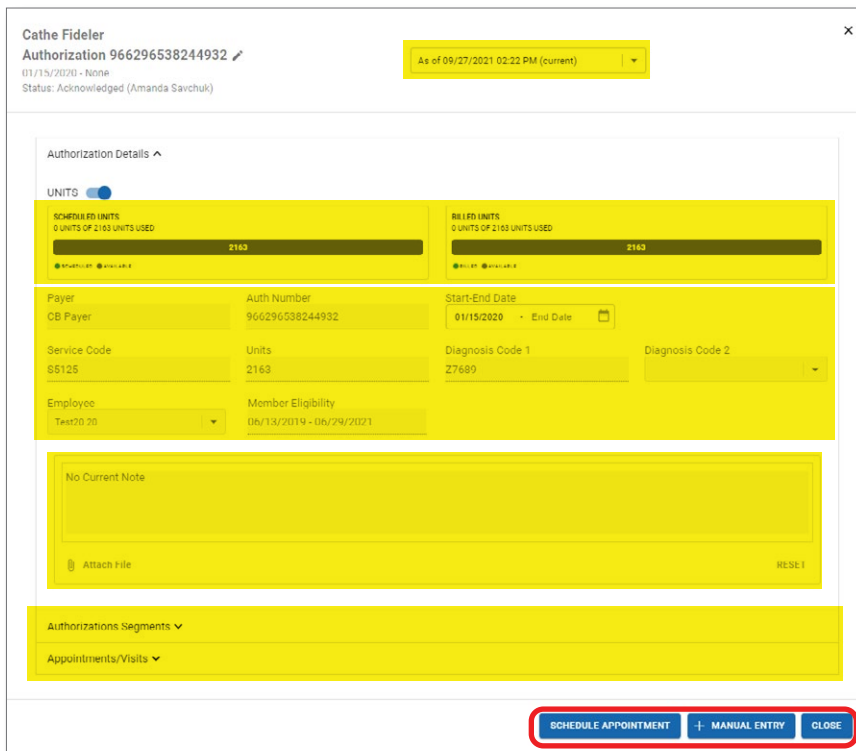 Cathe Fideler
Authorization 966296538244932
01/15/2020 - None
Status: Acknowledged (Amanda Savchuk)
As of 09/27/2021 02:22 PM (current)
Authorization Details
UNITS
SCHEDULED UNITS
0 UNITS OF 2163 UNITS USED
2163
SCHEDULED AVAILABLE
BILLED UNITS
0 UNITS OF 2163 UNITS USED
2163
BILLED AVAILABLE
Payer Auth Number Start-End Date
CB Payer 966296538244932 01/15/2020 - End Date
Service Code Units Diagnosis Code 1 Diagnosis Code 2
S5125 2163 Z7689
Employee Member Eligibility
Test20 20 06/13/2019 - 06/29/2021
No Current Note
Attach File RESET
Authorizations Segments
Appointments/Visits
SCHEDULE APPOINTMENT + MANUAL ENTRY CLOSE